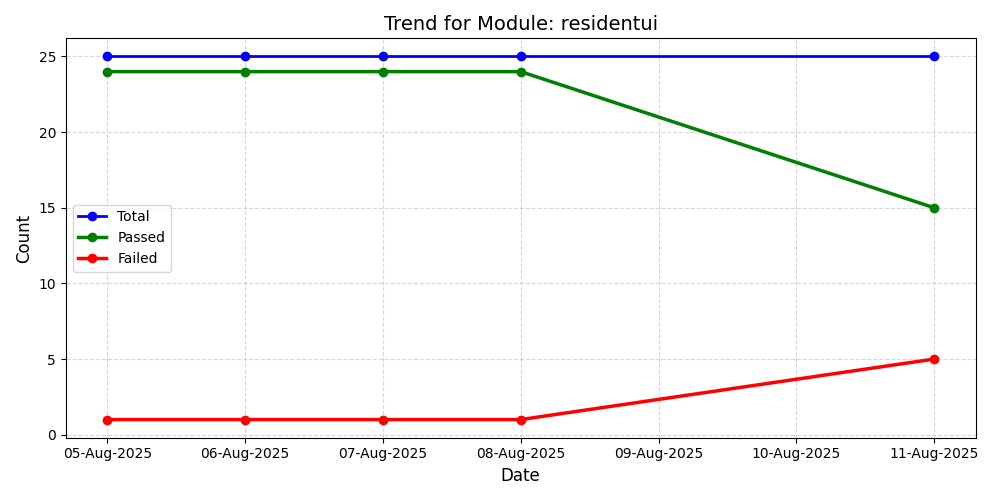 Trend for Module: residentui
Count
25
20
15
10
5
0
Total
Passed
Failed
05-Aug-2025 06-Aug-2025 07-Aug-2025 08-Aug-2025 09-Aug-2025 10-Aug-2025 11-Aug-2025
Date